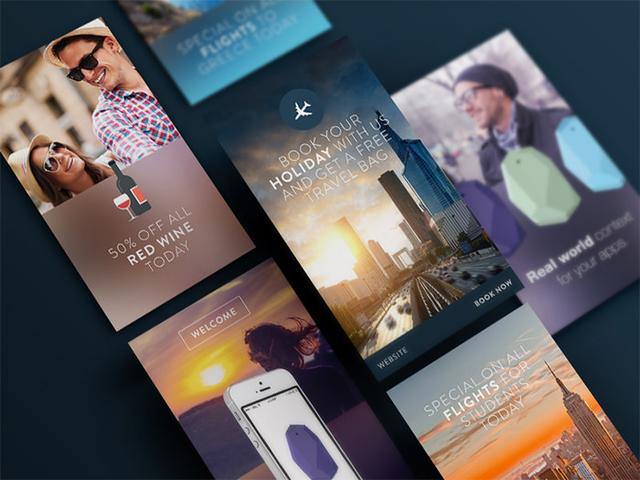 SPECIAL ON ALL
FLIGHTS TO
GREECE TODAY
50% OFF ALL
RED WINE
TODAY
BOOK YOUR
HOLIDAY WITH US
AND GET A FREE
TRAVEL BAG
WEBSITE
BOOK NOW
Real world context
for your apps.
WELCOME
SPECIAL ON ALL
FLIGHTS FOR
STUDENTS
TODAY